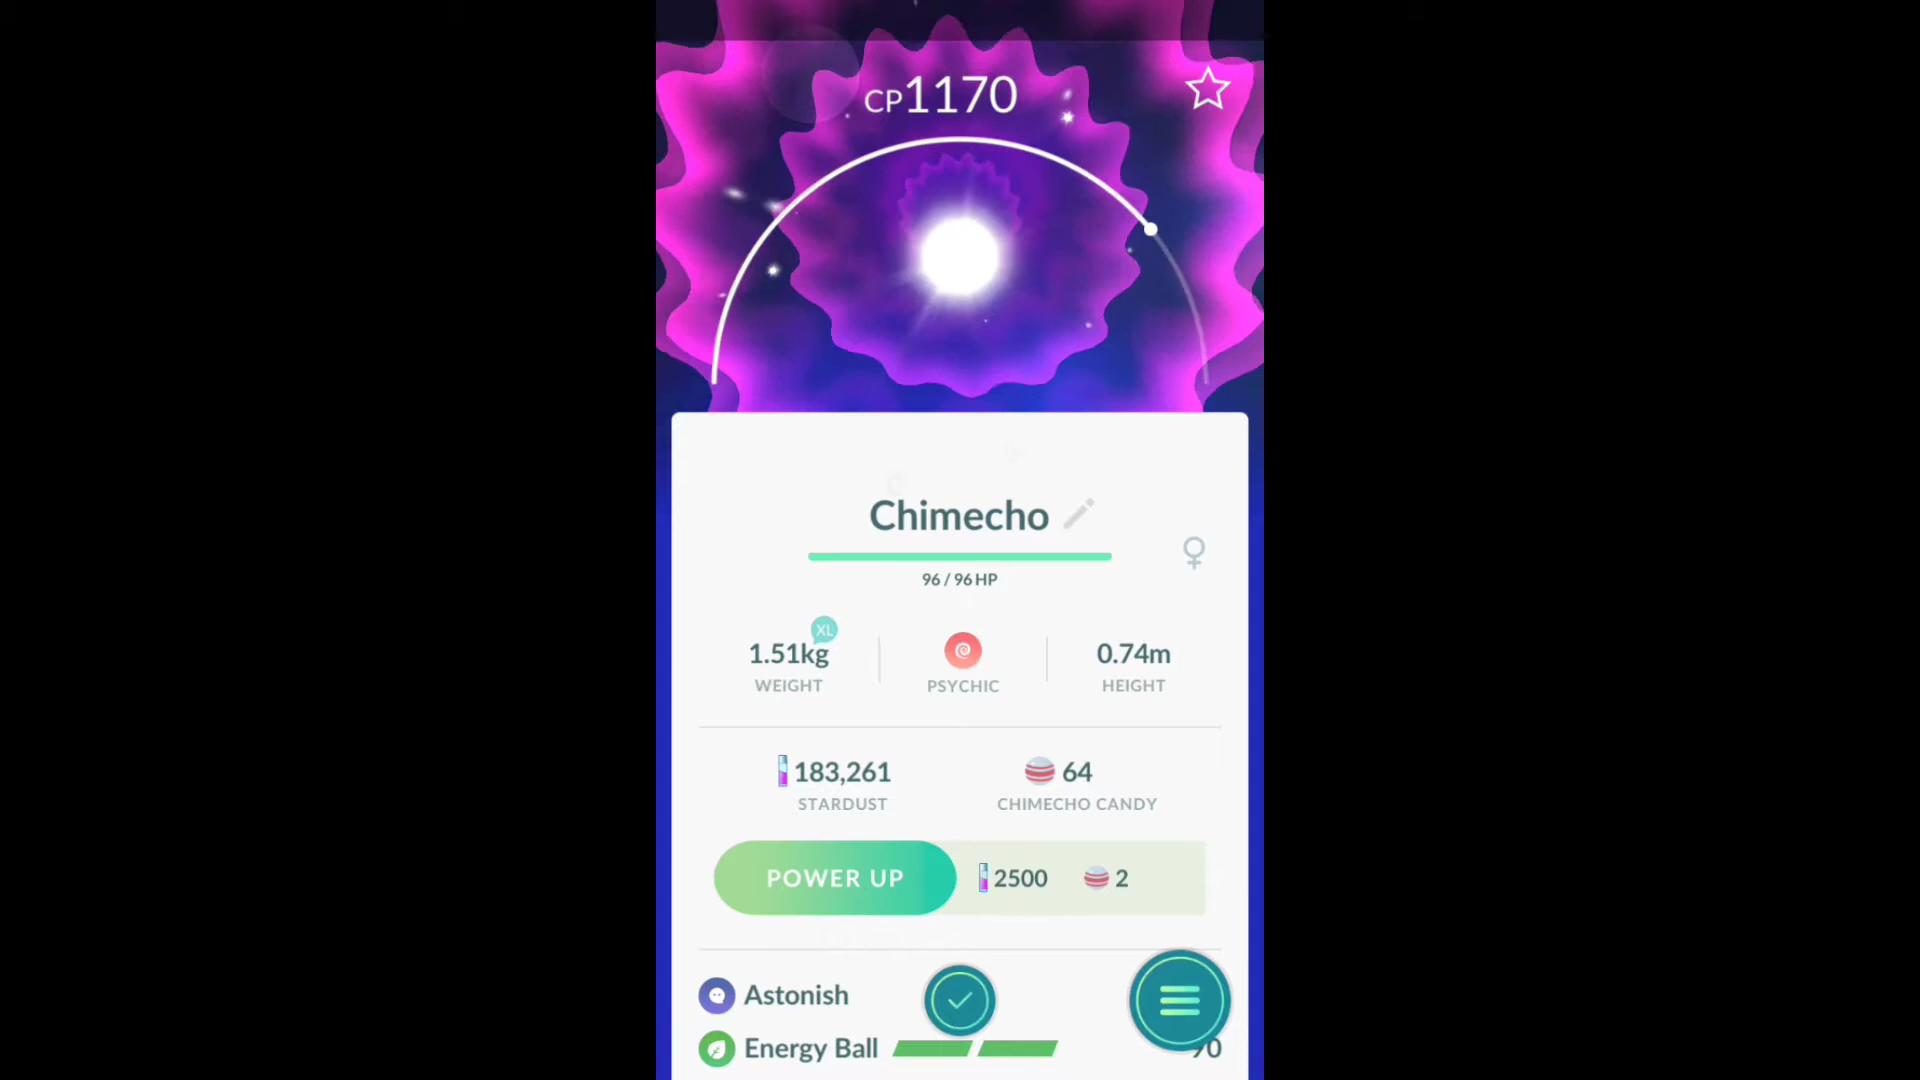 CP1170
Chimecho
96 / 96 HP
XL
1.51kg
WEIGHT
PSYCHIC
0.74m
HEIGHT
183,261
STARDUST
64
CHIMECHO CANDY
POWER UP
2500
2
Astonish
Energy Ball
90